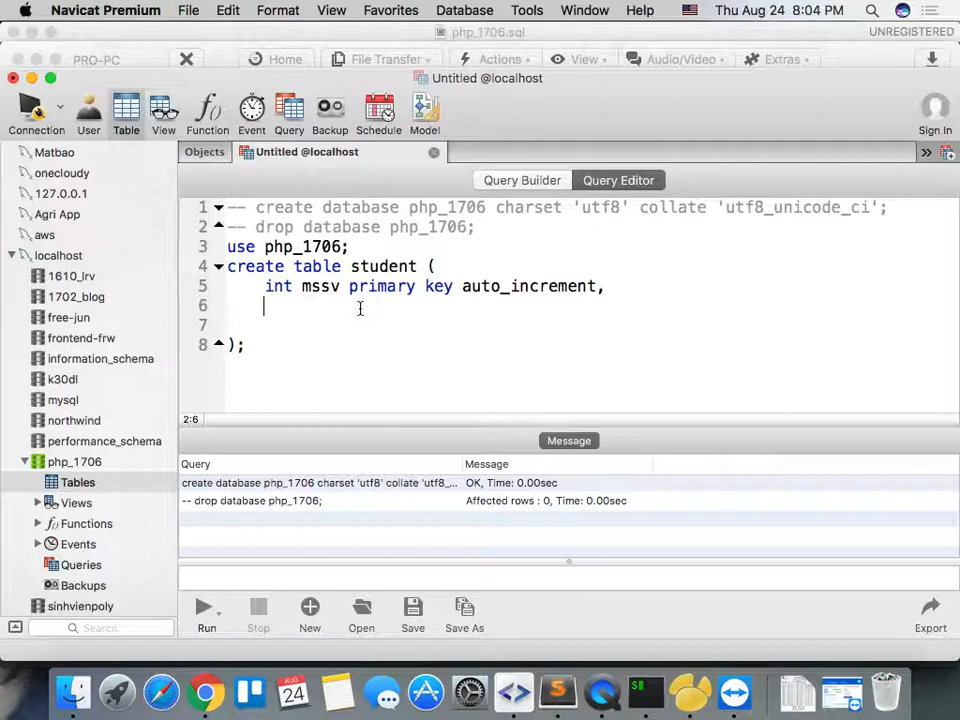 Navicat Premium File Edit Format View Favorites Database Tools Window Help Thu Aug 24 8:04 PM
php_1706.sql UNREGISTERED
PRO-PC Home File Transfer Actions View Audio/Video Extras
Untitled @localhost
Connection User Table View Function Event Query Backup Schedule Model Sign In
Objects Untitled @localhost
Query Builder Query Editor
Matbao
onecloudy
127.0.0.1
Agri App
aws
localhost
1610_lrv
1702_blog
free-jun
frontend-frw
information_schema
k30dl
mysql
northwind
performance_schema
php_1706
Tables
Views
Functions
Events
Queries
Backups
sinhvienpoly
Search
1 -- create database php_1706 charset 'utf8' collate 'utf8_unicode_ci';
2 -- drop database php_1706;
3 use php_1706;
4 create table student (
5 int mssv primary key auto_increment,
6
7
8 );
2:6
Message
Query Message
create database php_1706 charset 'utf8' collate 'utf8_... OK, Time: 0.00sec
-- drop database php_1706; Affected rows : 0, Time: 0.00sec
Run Stop New Open Save Save As Export
AUG
24